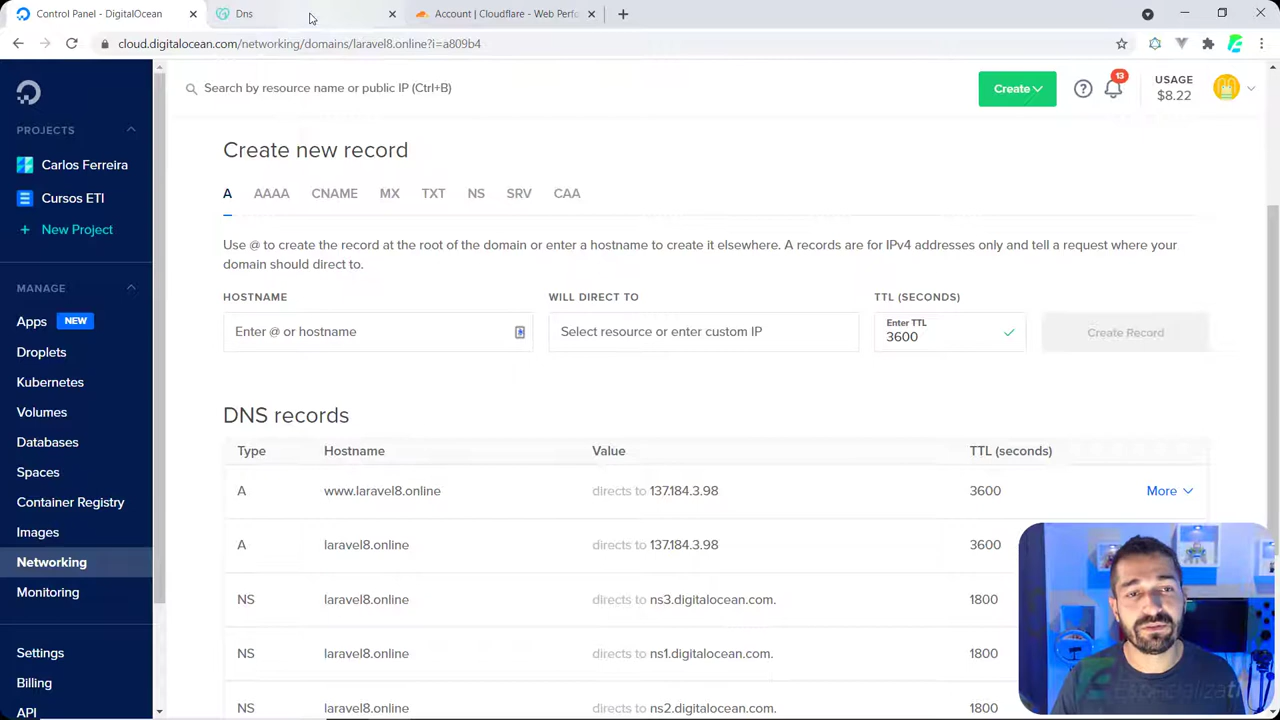 Control Panel - DigitalOcean
Dns
Account | Cloudflare - Web Perfo
cloud.digitalocean.com/networking/domains/laravel8.online?i=a809b4
Search by resource name or public IP (Ctrl+B)
Create
13
USAGE
$8.22
PROJECTS
Carlos Ferreira
Cursos ETI
+ New Project
MANAGE
Apps NEW
Droplets
Kubernetes
Volumes
Databases
Spaces
Container Registry
Images
Networking
Monitoring
Settings
Billing
API
Create new record
A AAAA CNAME MX TXT NS SRV CAA
Use @ to create the record at the root of the domain or enter a hostname to create it elsewhere. A records are for IPv4 addresses only and tell a request where your
domain should direct to.
HOSTNAME WILL DIRECT TO TTL (SECONDS)
Enter @ or hostname
Select resource or enter custom IP
Enter TTL
3600
Create Record
DNS records
Type Hostname Value TTL (seconds)
A www.laravel8.online directs to 137.184.3.98 3600 More
A laravel8.online directs to 137.184.3.98 3600
NS laravel8.online directs to ns3.digitalocean.com. 1800
NS laravel8.online directs to ns1.digitalocean.com. 1800
NS laravel8.online directs to ns2.digitalocean.com. 1800